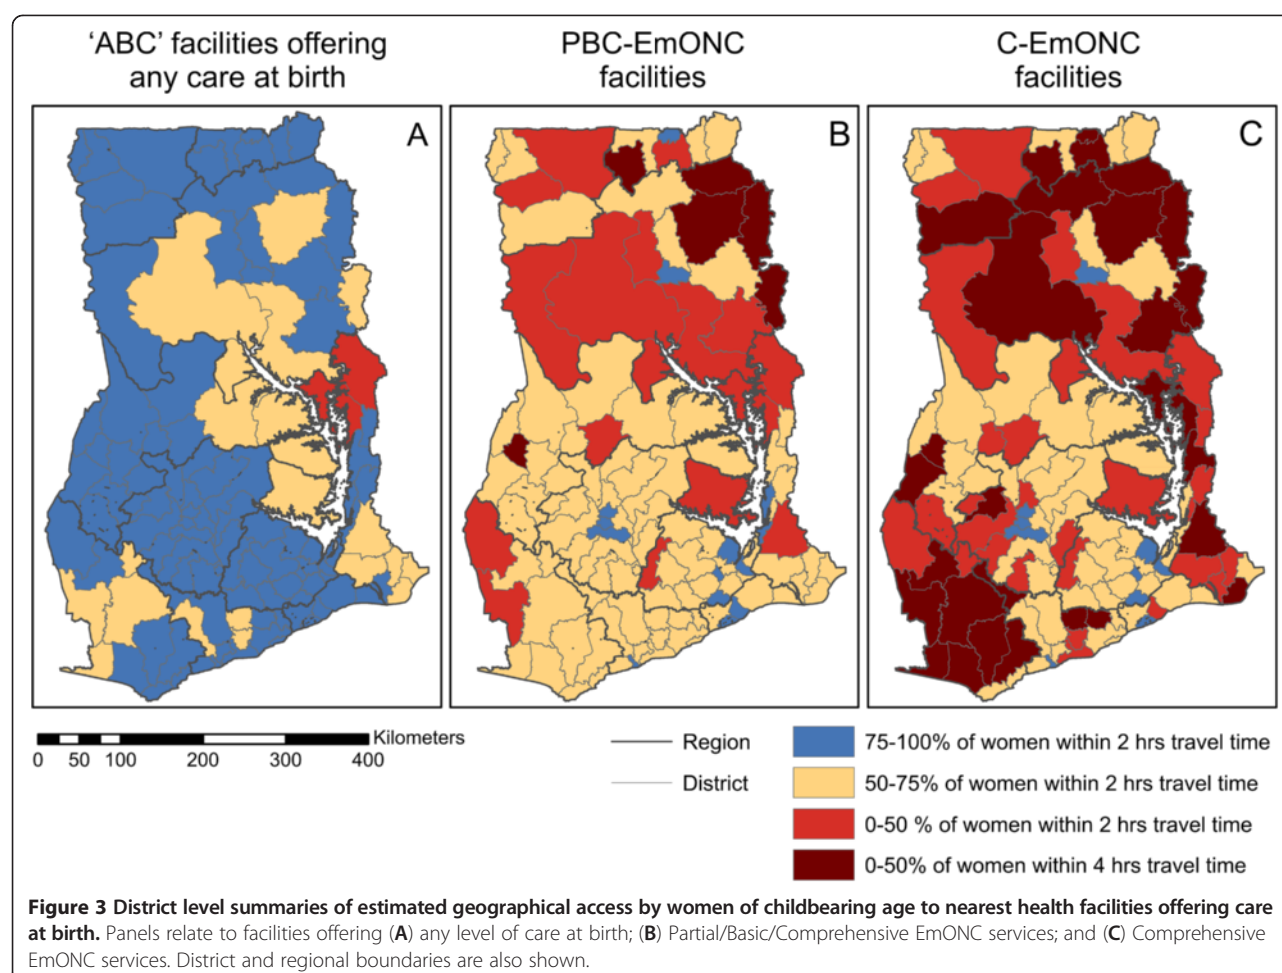 ‘ABC’ facilities offering
any care at birth
PBC-EmONC
facilities
C-EmONC
facilities
A
B
C
Kilometers
0 50 100 200 300 400
Region
District
75-100% of women within 2 hrs travel time
50-75% of women within 2 hrs travel time
0-50 % of women within 2 hrs travel time
0-50% of women within 4 hrs travel time
Figure 3 District level summaries of estimated geographical access by women of childbearing age to nearest health facilities offering care
at birth. Panels relate to facilities offering (A) any level of care at birth; (B) Partial/Basic/Comprehensive EmONC services; and (C) Comprehensive
EmONC services. District and regional boundaries are also shown.